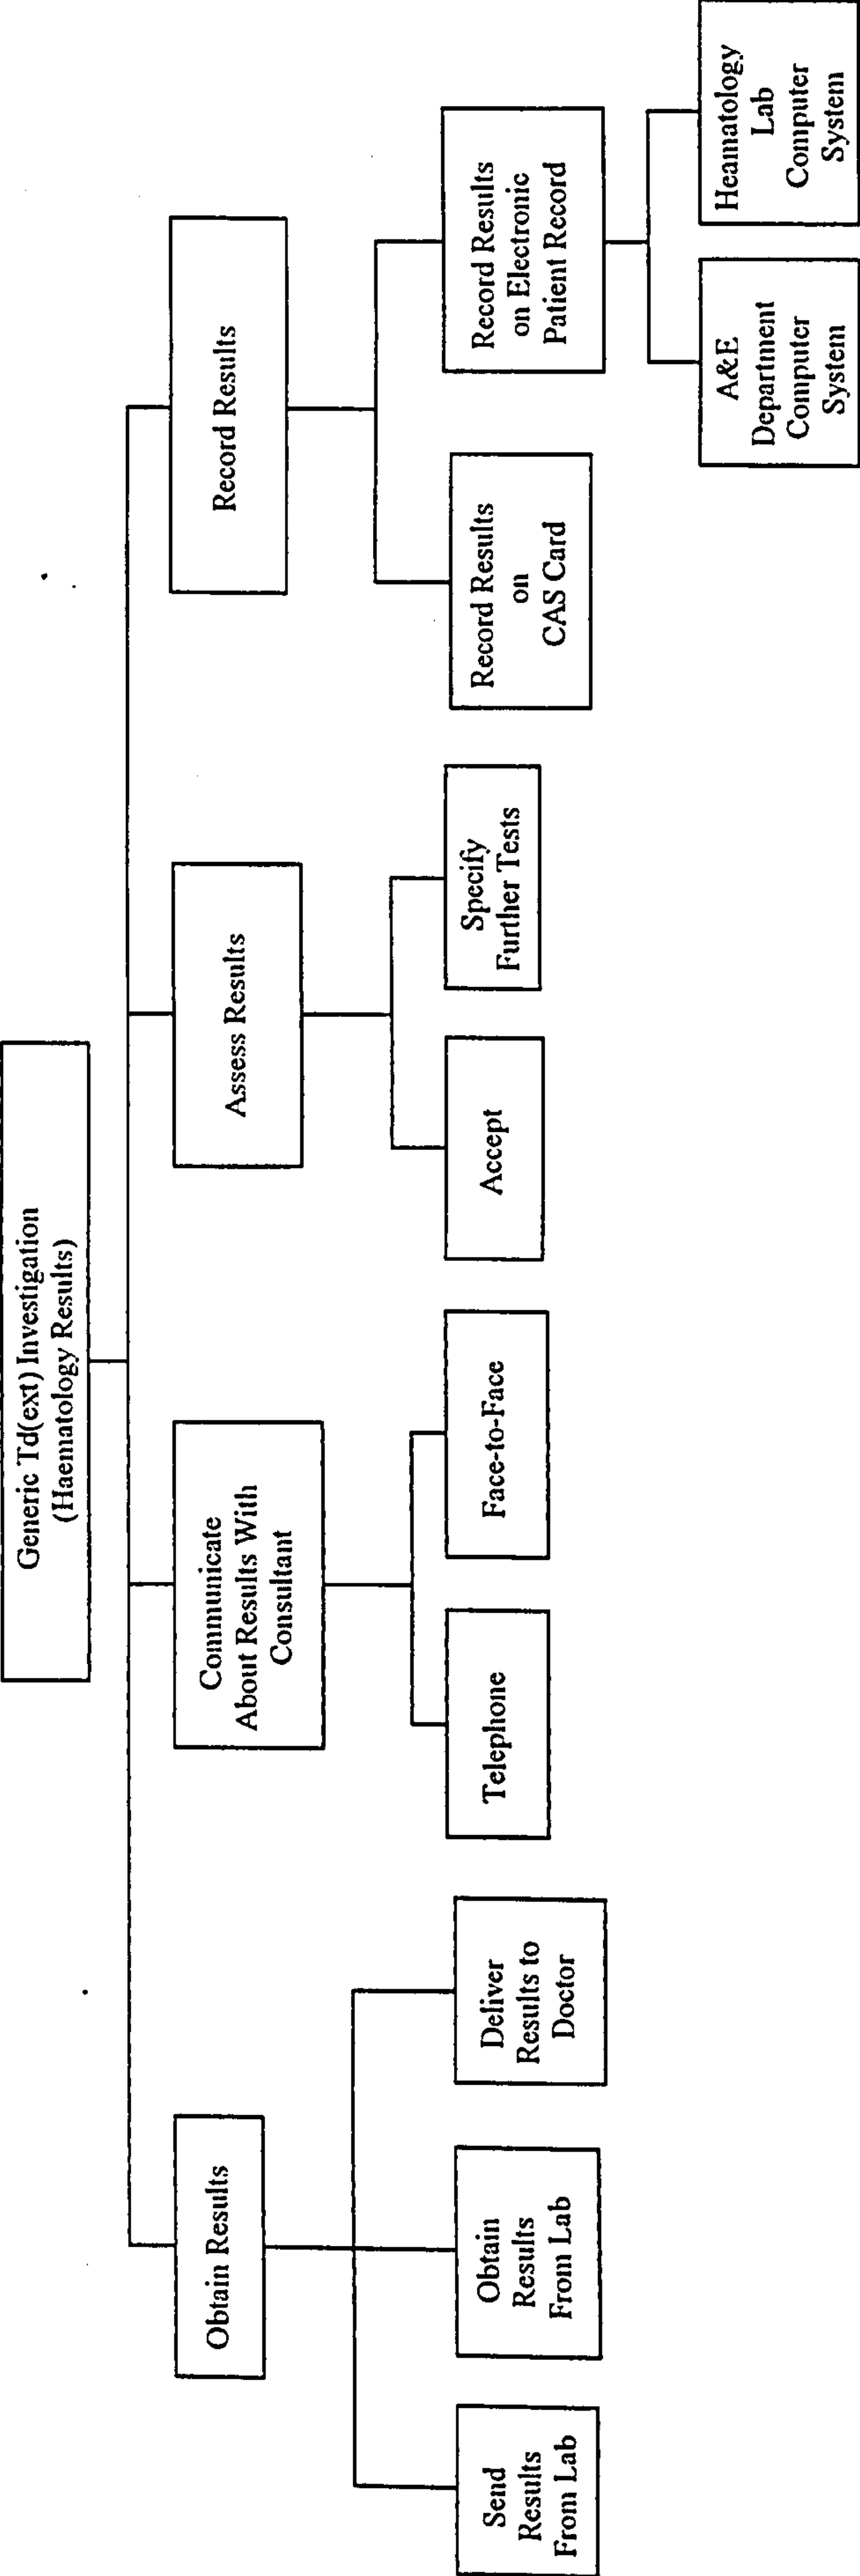 Generic Td(ext) Investigation
(Haematology Results)
Obtain Results
Communicate
About Results With
Consultant
Assess Results
Record Results
Send
Results
From Lab
Obtain
Results
From Lab
Deliver
Results to
Doctor
Telephone
Face-to-Face
Accept
Specify
Further Tests
Record Results
on
CAS Card
Record Results
on Electronic
Patient Record
A&E
Department
Computer
System
Heamatology
Lab
Computer
System